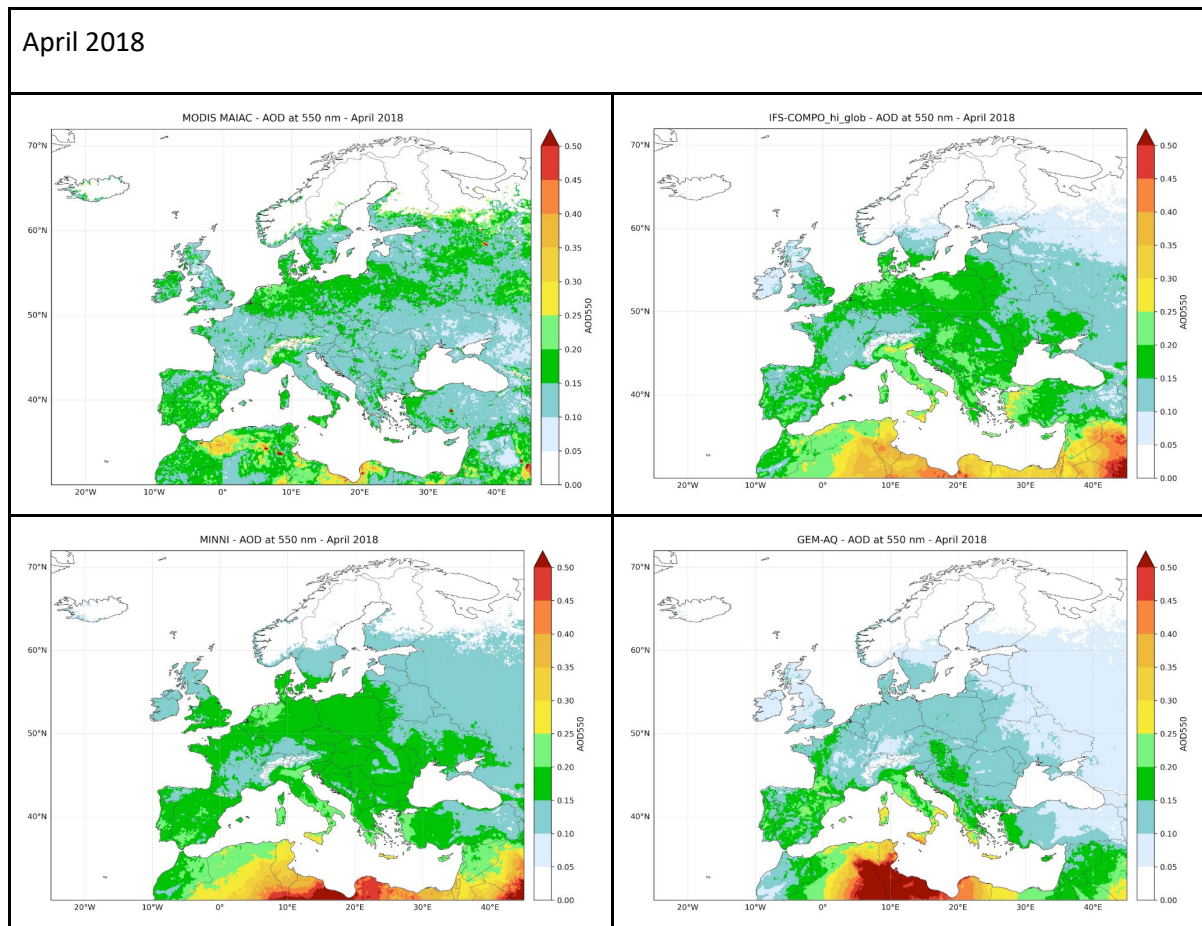 April 2018
MODIS MAIAC - AOD at 550 nm - April 2018
70°N
60°N
50°N
40°N
20°W 10°W 0° 10°E 20°E 30°E 40°E
0.50
0.45
0.40
0.35
0.30
0.25
0.20
0.15
0.10
0.05
0.00
AOD550
IFS-COMPO_hi_glob - AOD at 550 nm - April 2018
70°N
60°N
50°N
40°N
20°W 10°W 0° 10°E 20°E 30°E 40°E
0.50
0.45
0.40
0.35
0.30
0.25
0.20
0.15
0.10
0.05
0.00
AOD550
MINNI - AOD at 550 nm - April 2018
70°N
60°N
50°N
40°N
20°W 10°W 0° 10°E 20°E 30°E 40°E
0.50
0.45
0.40
0.35
0.30
0.25
0.20
0.15
0.10
0.05
0.00
AOD550
GEM-AQ - AOD at 550 nm - April 2018
70°N
60°N
50°N
40°N
20°W 10°W 0° 10°E 20°E 30°E 40°E
0.50
0.45
0.40
0.35
0.30
0.25
0.20
0.15
0.10
0.05
0.00
AOD550